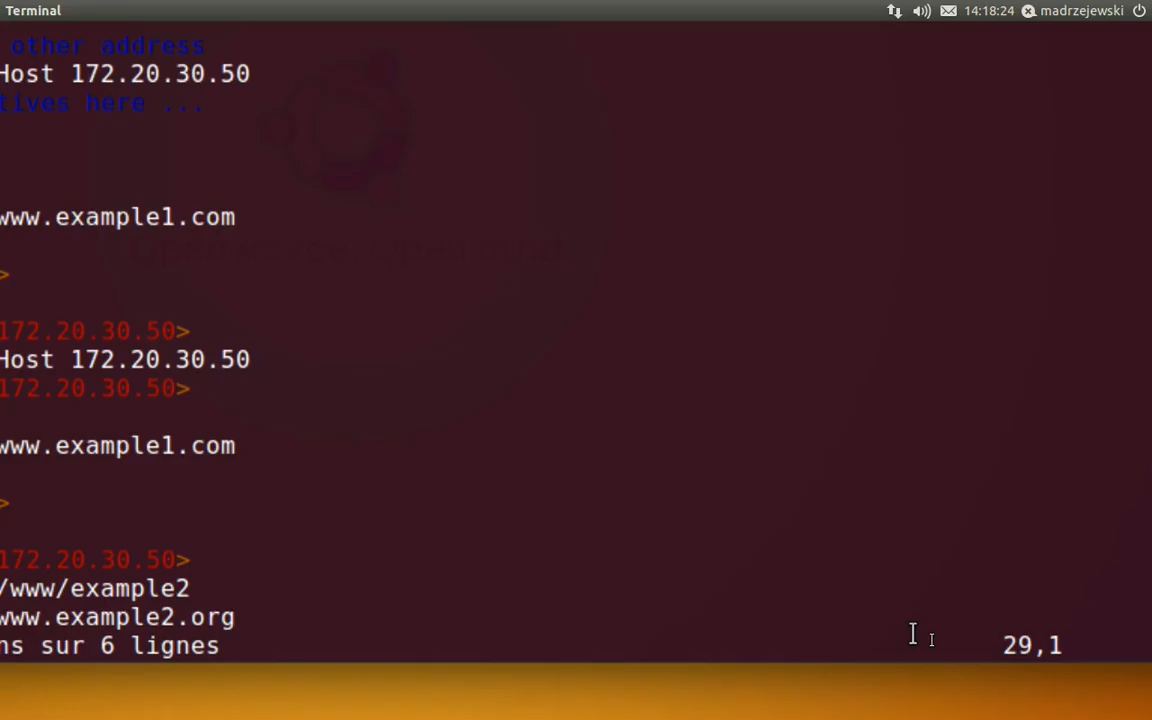 Terminal
14:18:24 madrzejewski
other address
Host 172.20.30.50
tives here ...
www.example1.com
>
172.20.30.50>
Host 172.20.30.50
172.20.30.50>
www.example1.com
>
172.20.30.50>
/www/example2
www.example2.org
ns sur 6 lignes
29,1